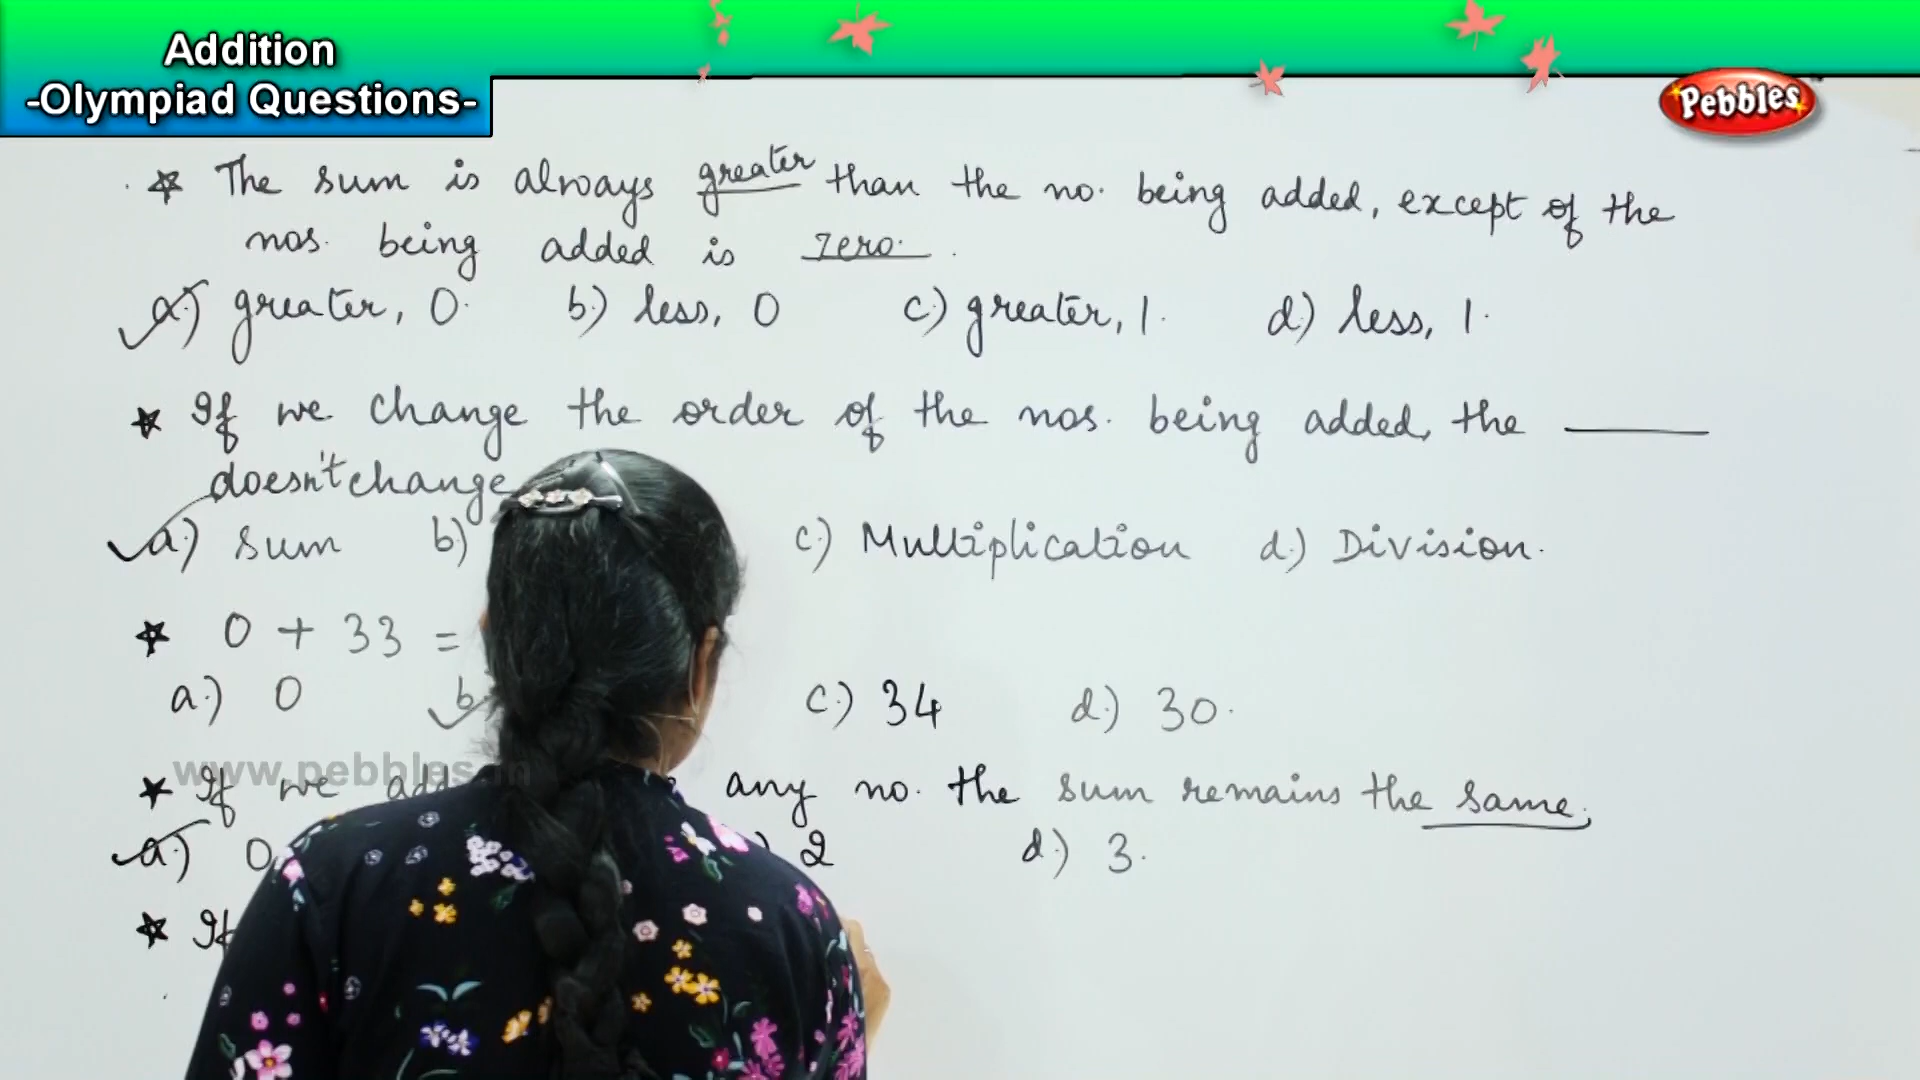 Addition
-Olympiad Questions-
Pebbles
☆ The sum is always greater than the no. being added, except of the
nos. being added is zero.
a.) greater, 0. b.) less, 0 c.) greater, 1. d.) less, 1.
★ If we change the order of the nos. being added, the ____
doesn't change
a.) sum b.) c.) Multiplication d.) Division.
★ 0 + 33 =
a.) 0 b c.) 34 d.) 30.
www.pebbles.in
★ If we add any no. the sum remains the same.
a.) 0 ) 2 d.) 3.
★ If